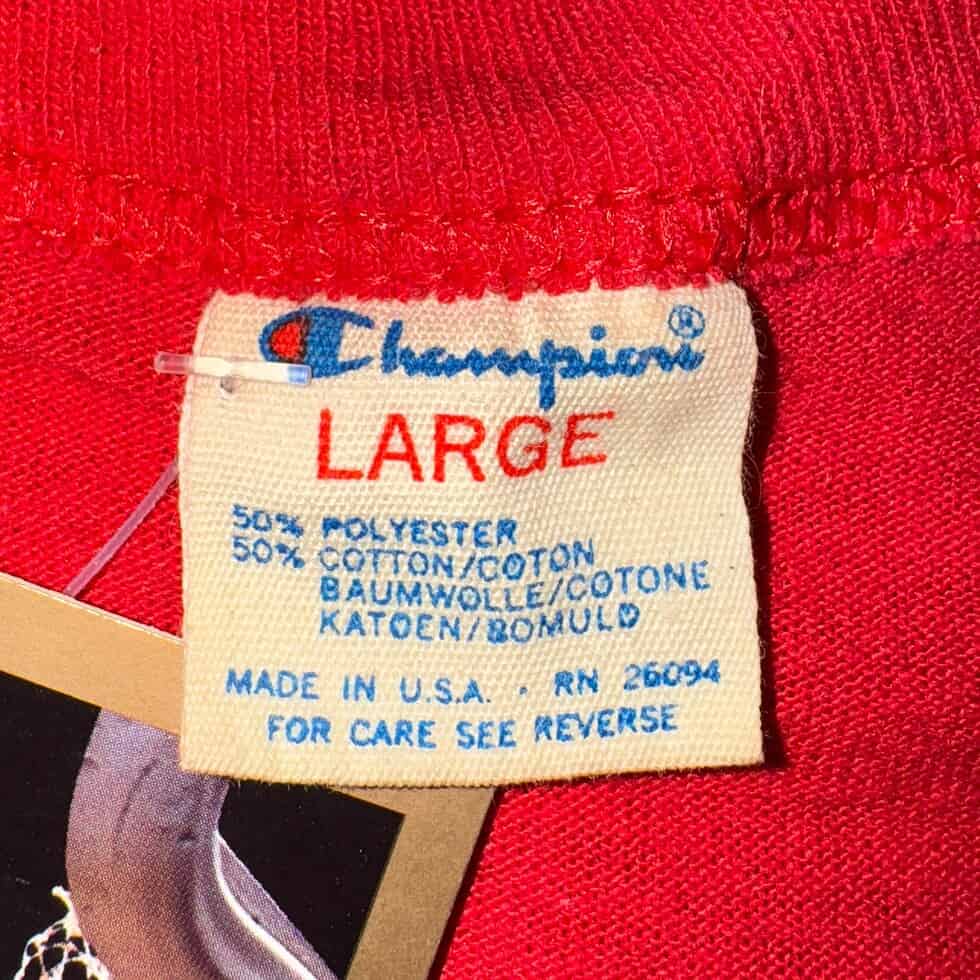 Champion®
LARGE
50% POLYESTER
50% COTTON/COTON
BAUMWOLLE/COTONE
KATOEN/BOMULD
MADE IN U.S.A. · RN 26094
FOR CARE SEE REVERSE